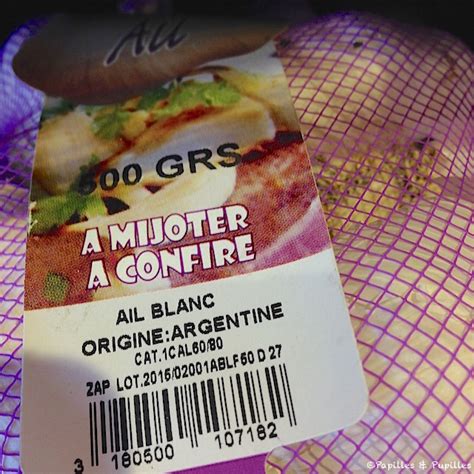 Ail
500 GRS
A MIJOTER
A CONFIRE
AIL BLANC
ORIGINE:ARGENTINE
CAT.1CAL60/80
ZAP LOT.2015/02001ABLF50 D 27
3 180500 107182
©Papilles & Pupilles